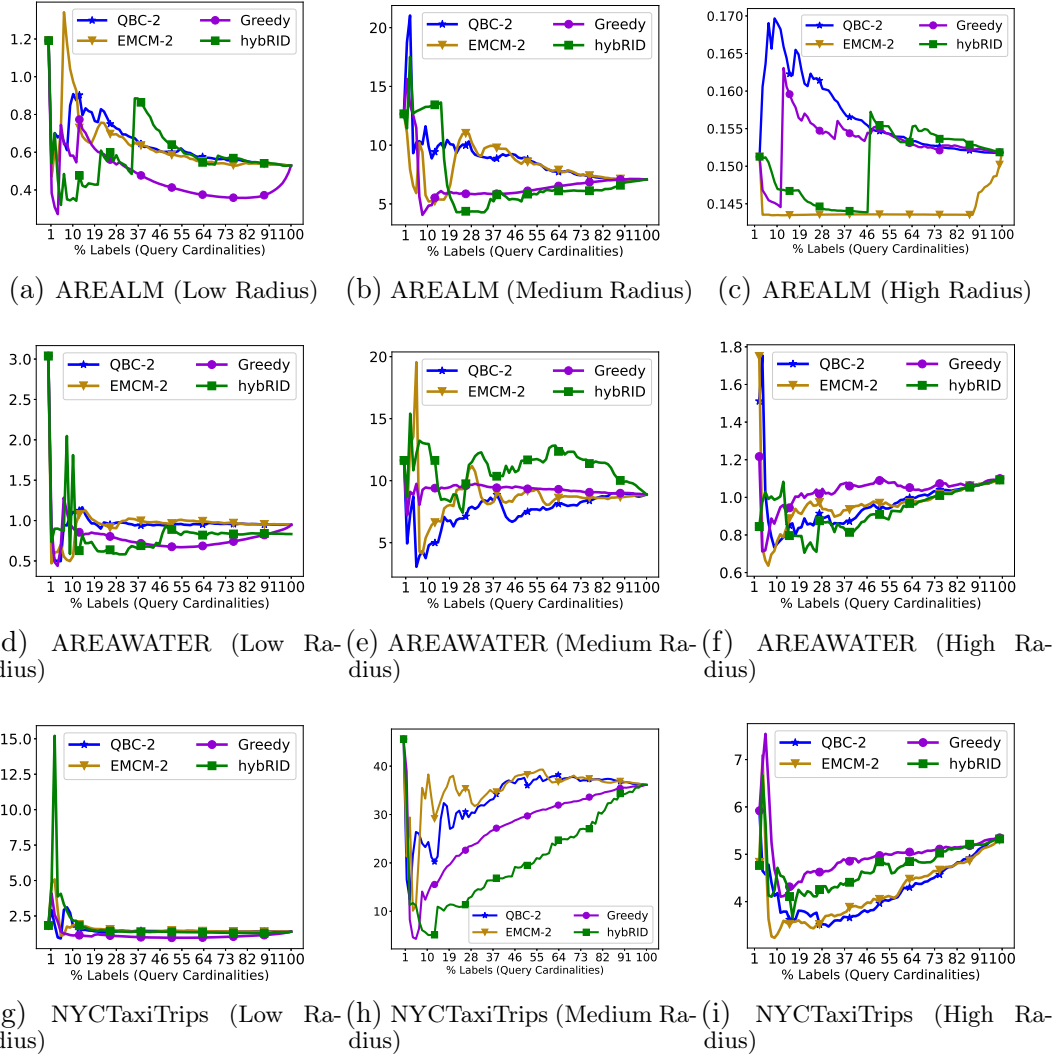 QBC-2 Greedy
EMCM-2 hybRID
1.2
1.0
0.8
0.6
0.4
1 10 19 28 37 46 55 64 73 82 91100
% Labels (Query Cardinalities)
(a) AREALM (Low Radius)
QBC-2 Greedy
EMCM-2 hybRID
20
15
10
5
1 10 19 28 37 46 55 64 73 82 91 100
% Labels (Query Cardinalities)
(b) AREALM (Medium Radius)
QBC-2 Greedy
EMCM-2 hybRID
0.170
0.165
0.160
0.155
0.150
0.145
1 10 19 28 37 46 55 64 73 82 91 100
% Labels (Query Cardinalities)
(c) AREALM (High Radius)
QBC-2 Greedy
EMCM-2 hybRID
3.0
2.5
2.0
1.5
1.0
0.5
1 10 19 28 37 46 55 64 73 82 91100
% Labels (Query Cardinalities)
d) AREAWATER (Low Ra-
dius)
QBC-2 Greedy
EMCM-2 hybRID
20
15
10
5
1 10 19 28 37 46 55 64 73 82 91 100
% Labels (Query Cardinalities)
(e) AREAWATER (Medium Ra-
dius)
QBC-2 Greedy
EMCM-2 hybRID
1.8
1.6
1.4
1.2
1.0
0.8
0.6
1 10 19 28 37 46 55 64 73 82 91 100
% Labels (Query Cardinalities)
(f) AREAWATER (High Ra-
dius)
QBC-2 Greedy
EMCM-2 hybRID
15.0
12.5
10.0
7.5
5.0
2.5
1 10 19 28 37 46 55 64 73 82 91100
% Labels (Query Cardinalities)
g) NYCTaxiTrips (Low Ra-
dius)
40
30
20
10
QBC-2 Greedy
EMCM-2 hybRID
1 10 19 28 37 46 55 64 73 82 91 100
% Labels (Query Cardinalities)
(h) NYCTaxiTrips (Medium Ra-
dius)
QBC-2 Greedy
EMCM-2 hybRID
7
6
5
4
1 10 19 28 37 46 55 64 73 82 91 100
% Labels (Query Cardinalities)
(i) NYCTaxiTrips (High Ra-
dius)